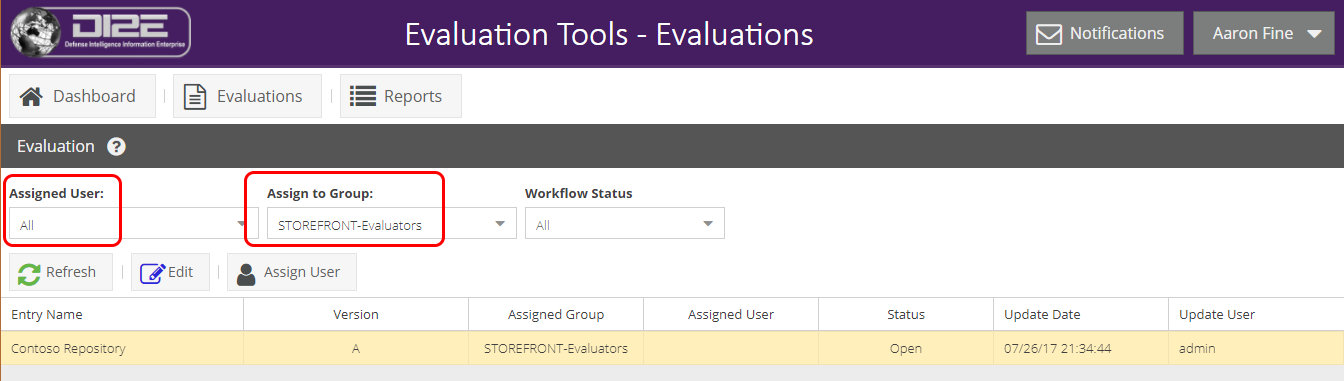 DI2E
Defense Intelligence Information Enterprise
Evaluation Tools - Evaluations
Notifications
Aaron Fine
Dashboard
Evaluations
Reports
Evaluation ?
Assigned User:
Assign to Group:
Workflow Status
All
STOREFRONT-Evaluators
All
Refresh
Edit
Assign User
Entry Name Version Assigned Group Assigned User Status Update Date Update User
Contoso Repository A STOREFRONT-Evaluators Open 07/26/17 21:34:44 admin